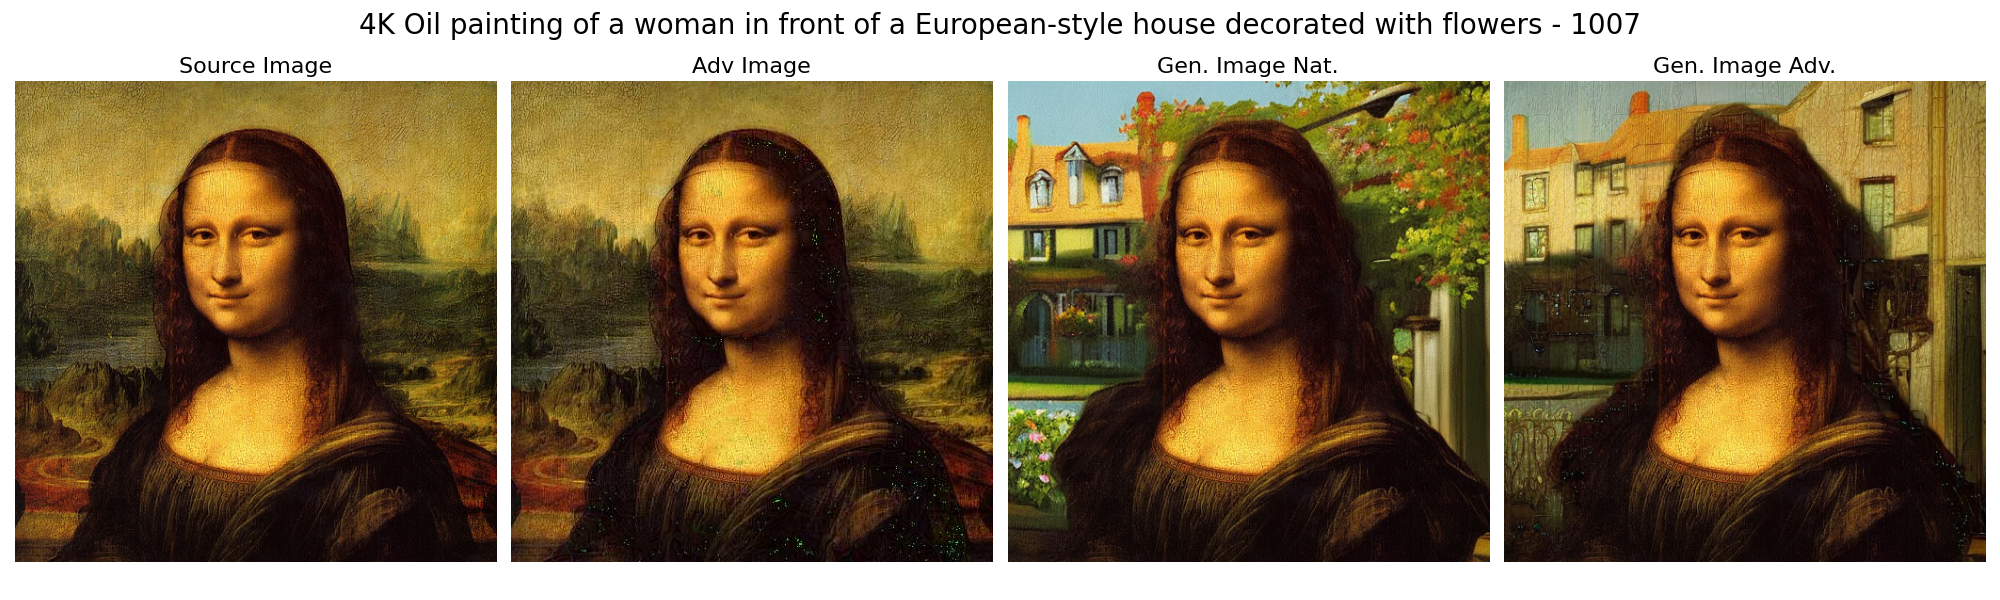 4K Oil painting of a woman in front of a European-style house decorated with flowers - 1007
Source Image
Adv Image
Gen. Image Nat.
Gen. Image Adv.